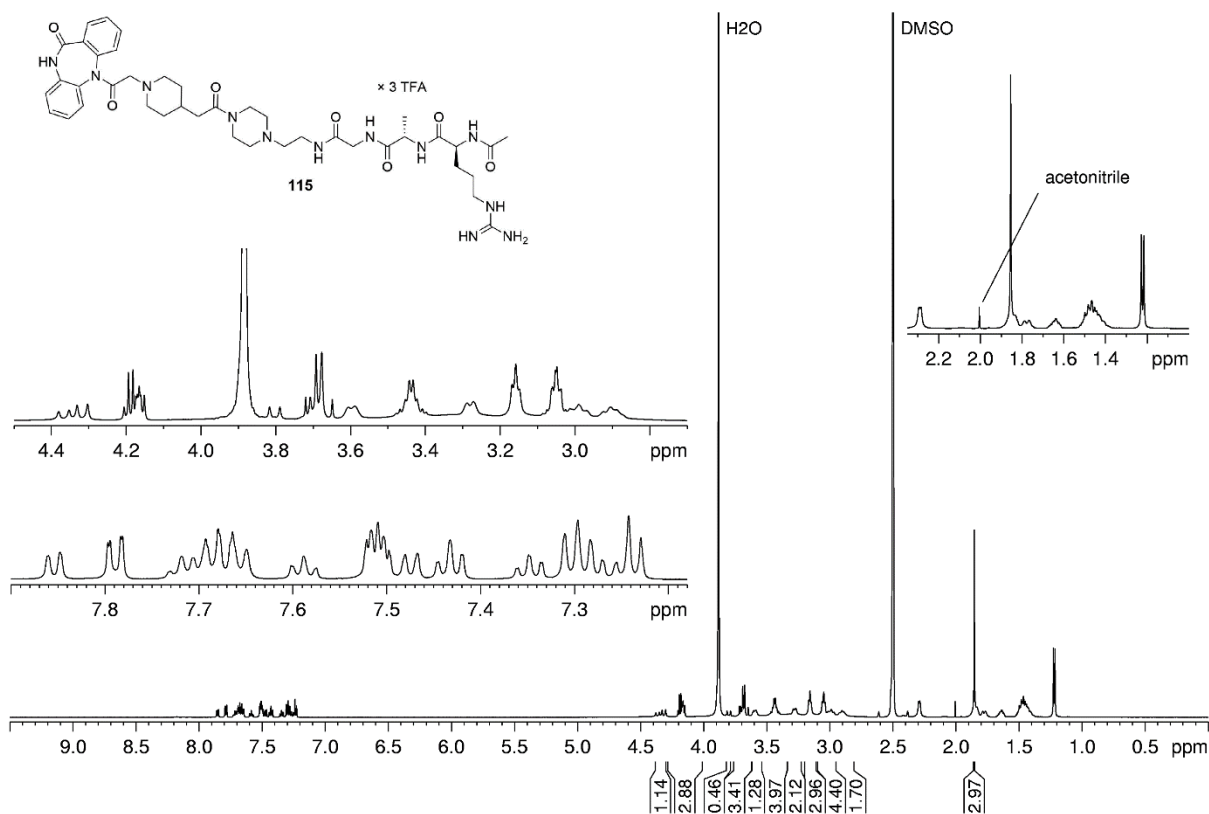 H2O
DMSO
O
NH
N
O
N
O
N
N
N
H
O
H
N
O
N
H
O
H
N
O
NH
HN
NH2
× 3 TFA
115
acetonitrile
2.2 2.0 1.8 1.6 1.4 ppm
4.4 4.2 4.0 3.8 3.6 3.4 3.2 3.0 ppm
7.8 7.7 7.6 7.5 7.4 7.3 ppm
9.0 8.5 8.0 7.5 7.0 6.5 6.0 5.5 5.0 4.5 4.0 3.5 3.0 2.5 2.0 1.5 1.0 0.5 ppm
1.14
2.88
0.46
3.41
1.28
3.97
2.12
2.96
4.40
1.70
2.97